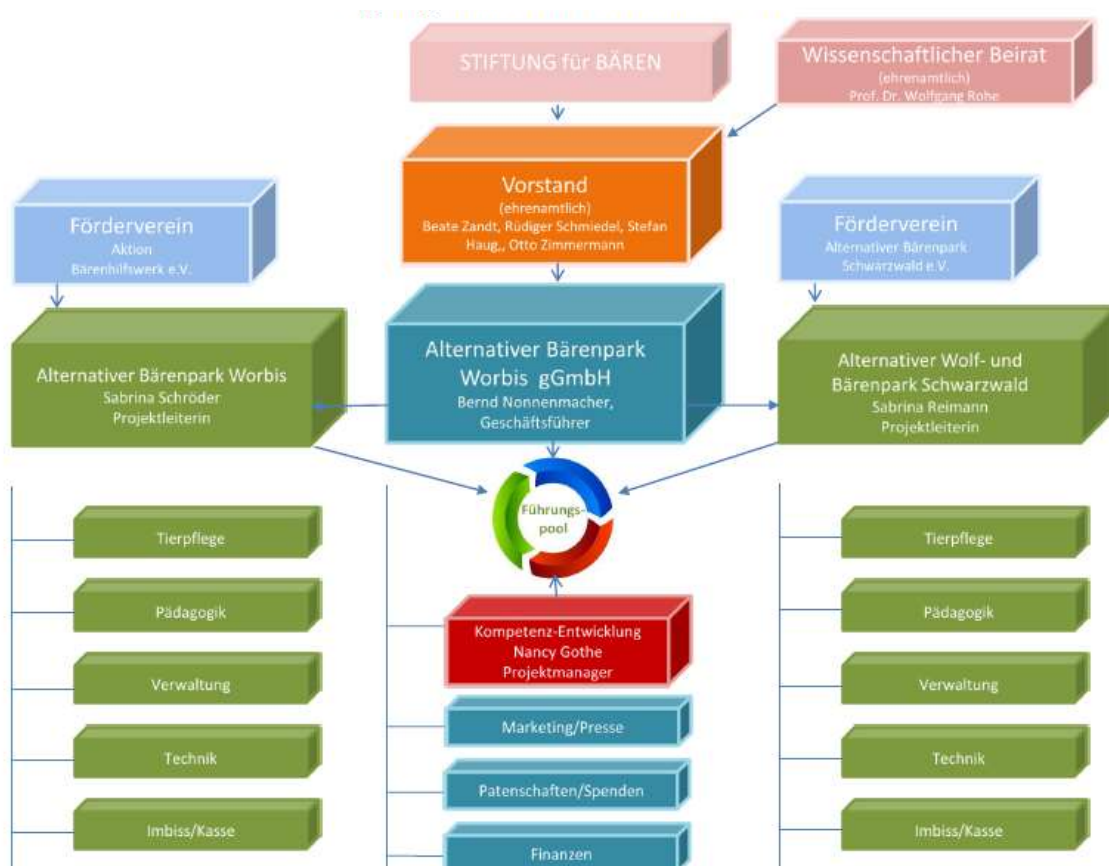 STIFTUNG für BÄREN
Wissenschaftlicher Beirat
(ehrenamtlich)
Prof. Dr. Wolfgang Rohe
Vorstand
(ehrenamtlich)
Beate Zandt, Rüdiger Schmiedel, Stefan
Haug,, Otto Zimmermann
Förderverein
Aktion
Bärenhilfswerk e.V.
Förderverein
Alternativer Bärenpark
Schwarzwald e.V.
Alternativer Bärenpark Worbis
Sabrina Schröder
Projektleiterin
Alternativer Bärenpark
Worbis gGmbH
Bernd Nonnenmacher,
Geschäftsführer
Alternativer Wolf- und
Bärenpark Schwarzwald
Sabrina Reimann
Projektleiterin
Führungs-
pool
Tierpflege
Pädagogik
Verwaltung
Technik
Imbiss/Kasse
Kompetenz-Entwicklung
Nancy Gothe
Projektmanager
Marketing/Presse
Patenschaften/Spenden
Finanzen
Tierpflege
Pädagogik
Verwaltung
Technik
Imbiss/Kasse